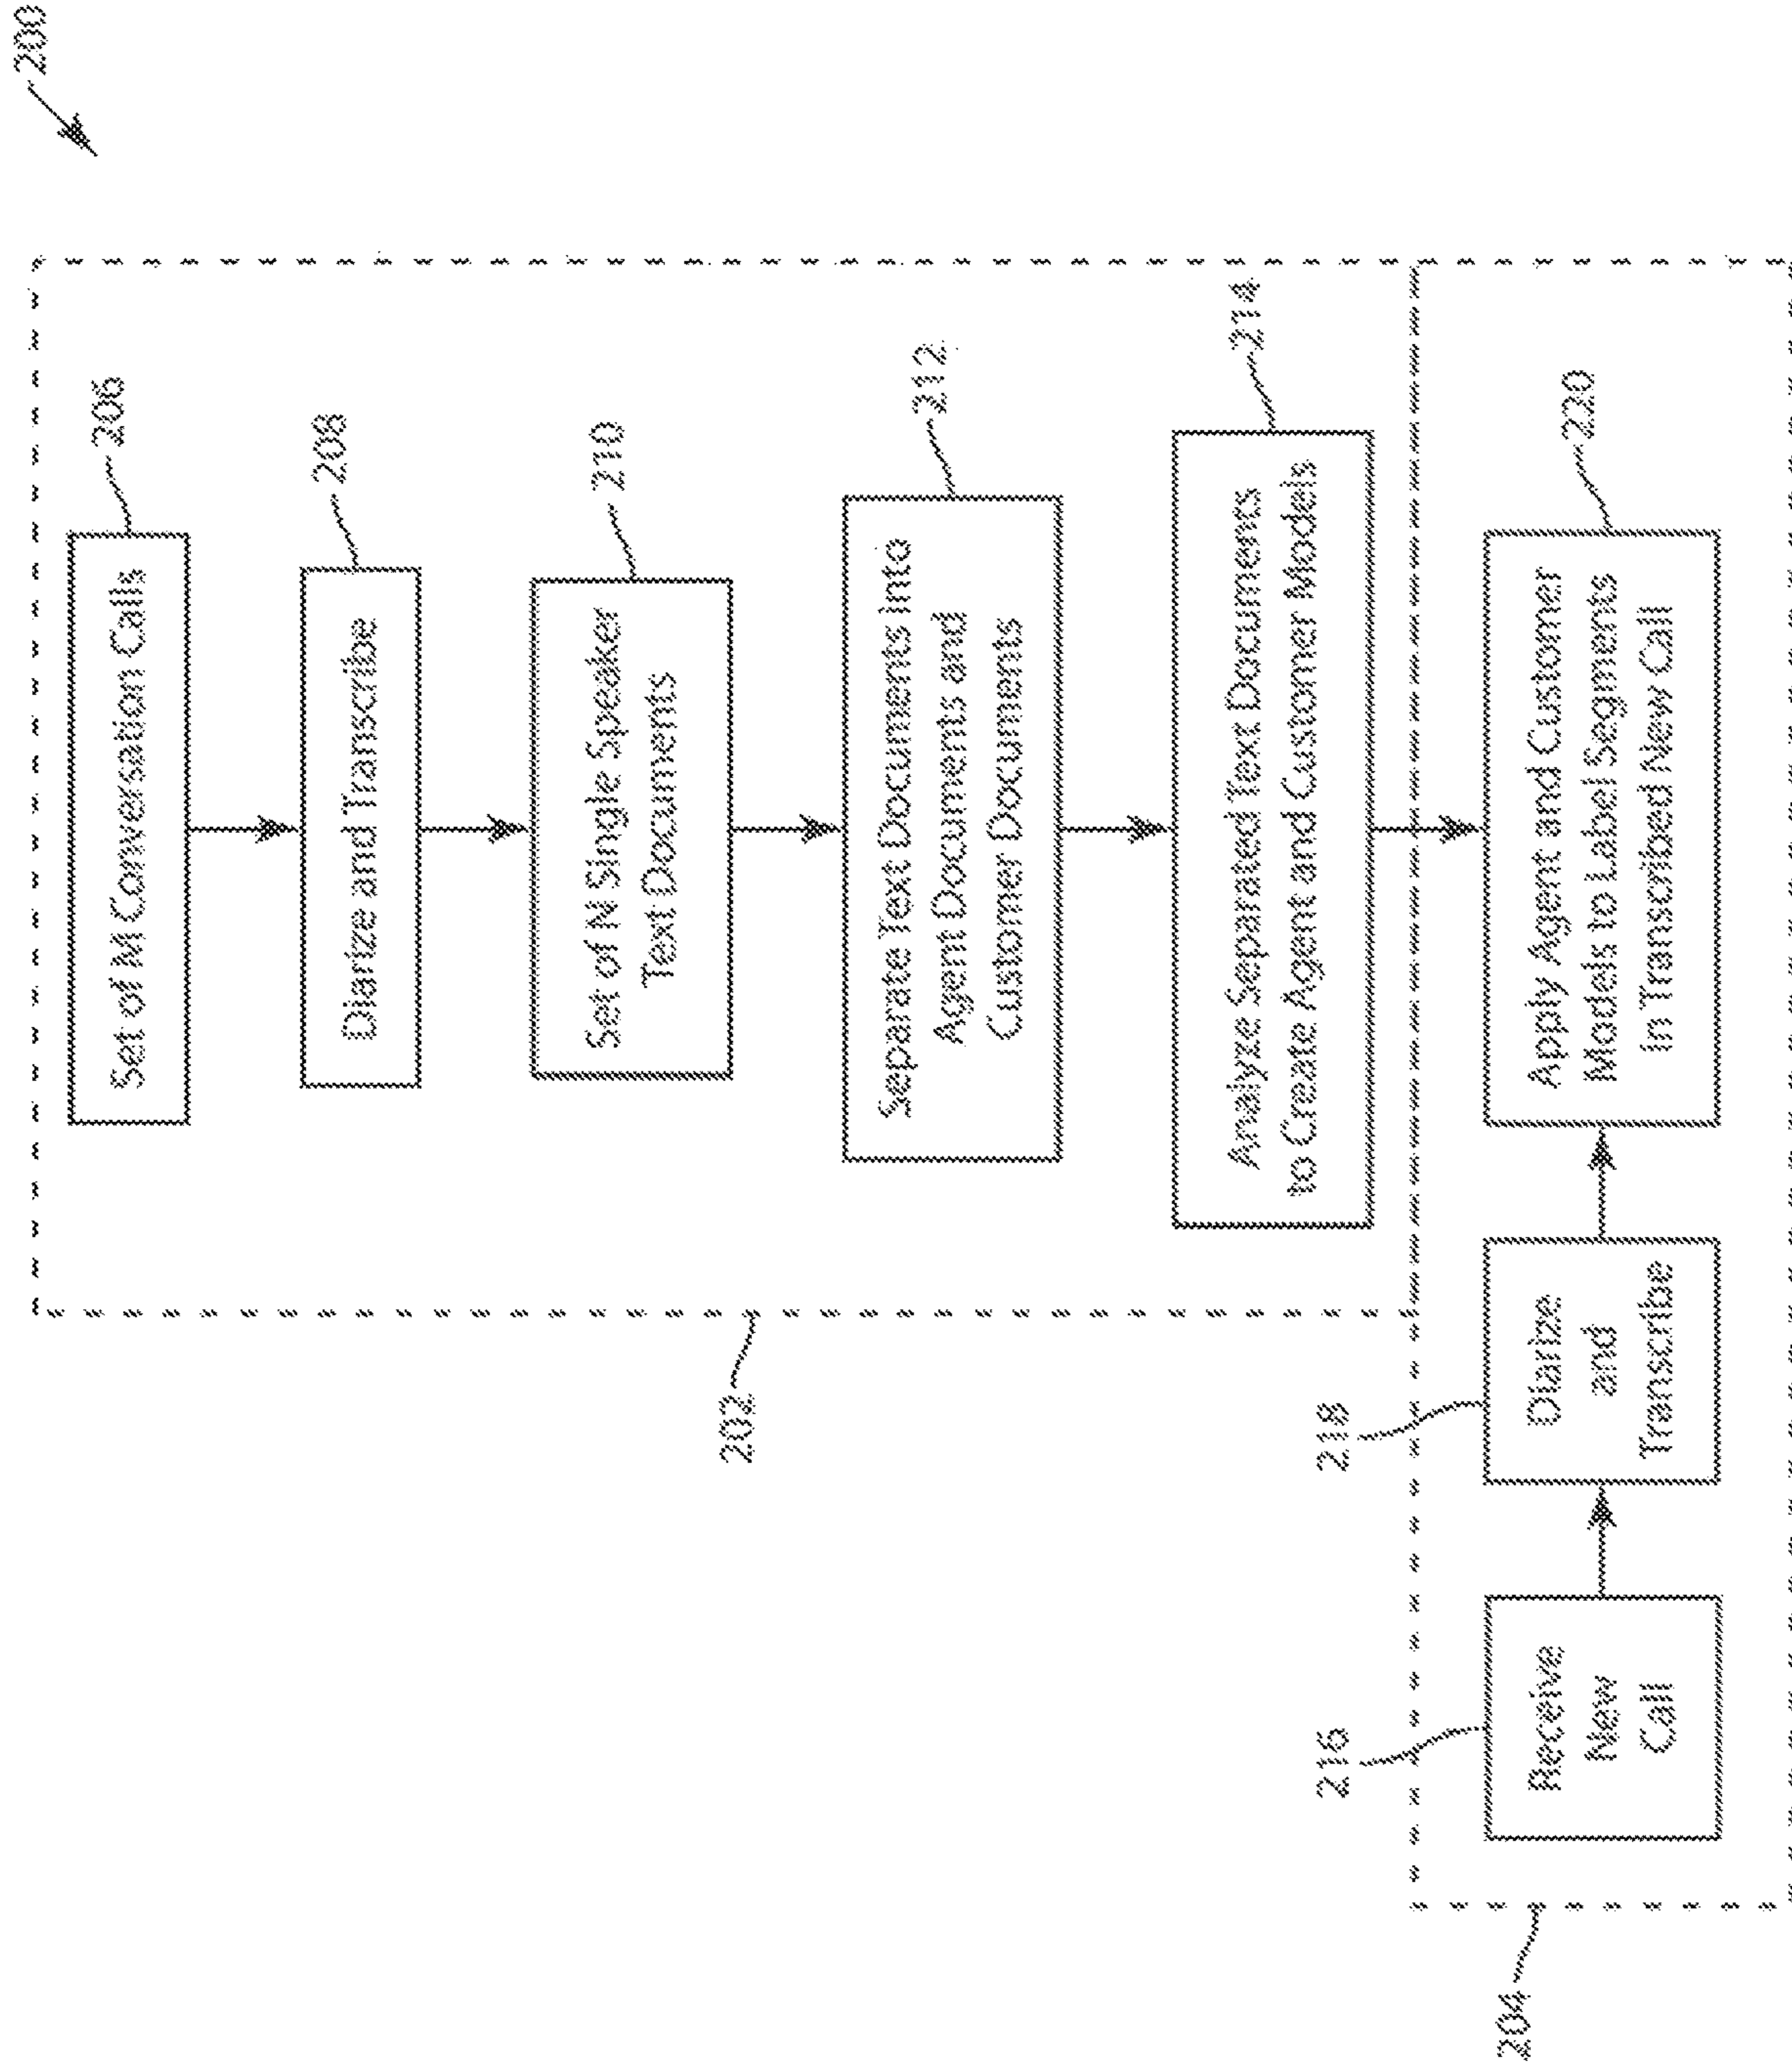 200
Set of M Conversation Calls
206
Diarize and Transcribe
208
Set of N Single Speaker
Text Documents
210
Separate Text Documents into
Agent Documents and
Customer Documents
212
Analyze Separated Text Documents
to Create Agent and Customer Models
214
202
204
216
Receive
New
Call
218
Diarize
and
Transcribe
Apply Agent and Customer
Models to Label Segments
in Transcribed New Call
220